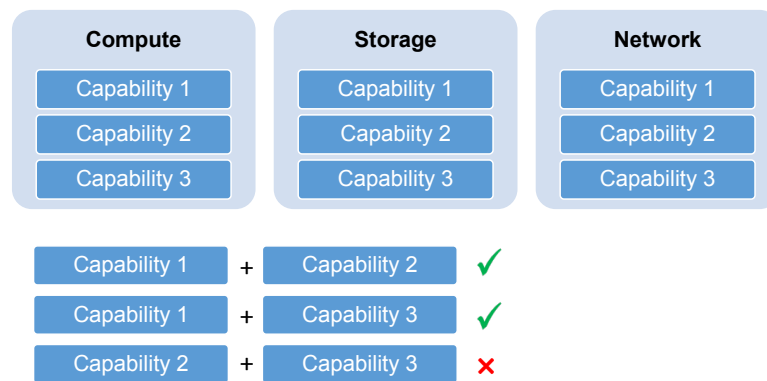 Compute
Capability 1
Capability 2
Capability 3
Storage
Capability 1
Capabiity 2
Capability 3
Network
Capability 1
Capability 2
Capability 3
Capability 1 + Capability 2 ✓
Capability 1 + Capability 3 ✓
Capability 2 + Capability 3 ×